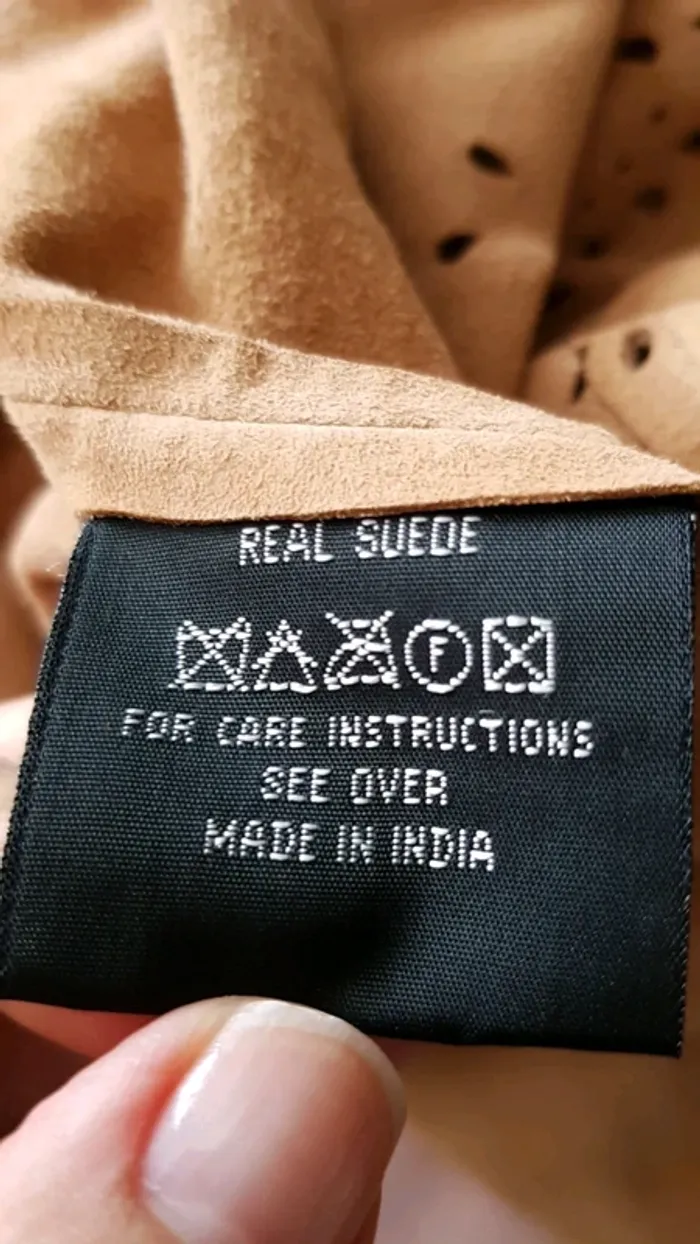 REAL SUEDE
F
FOR CARE INSTRUCTIONS
SEE OVER
MADE IN INDIA